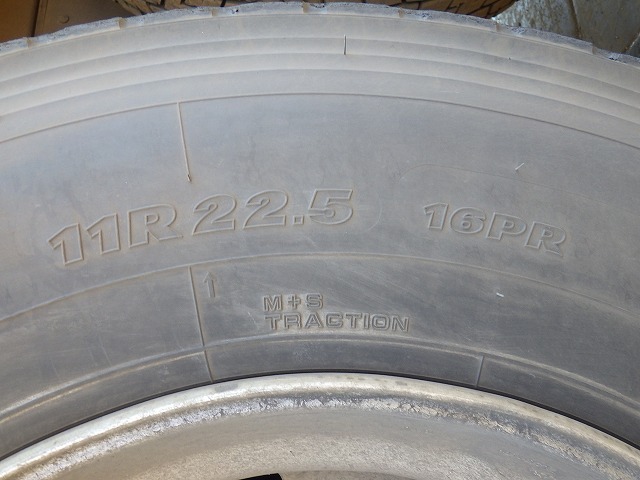 11R22.5 16PR
M+S
TRACTION